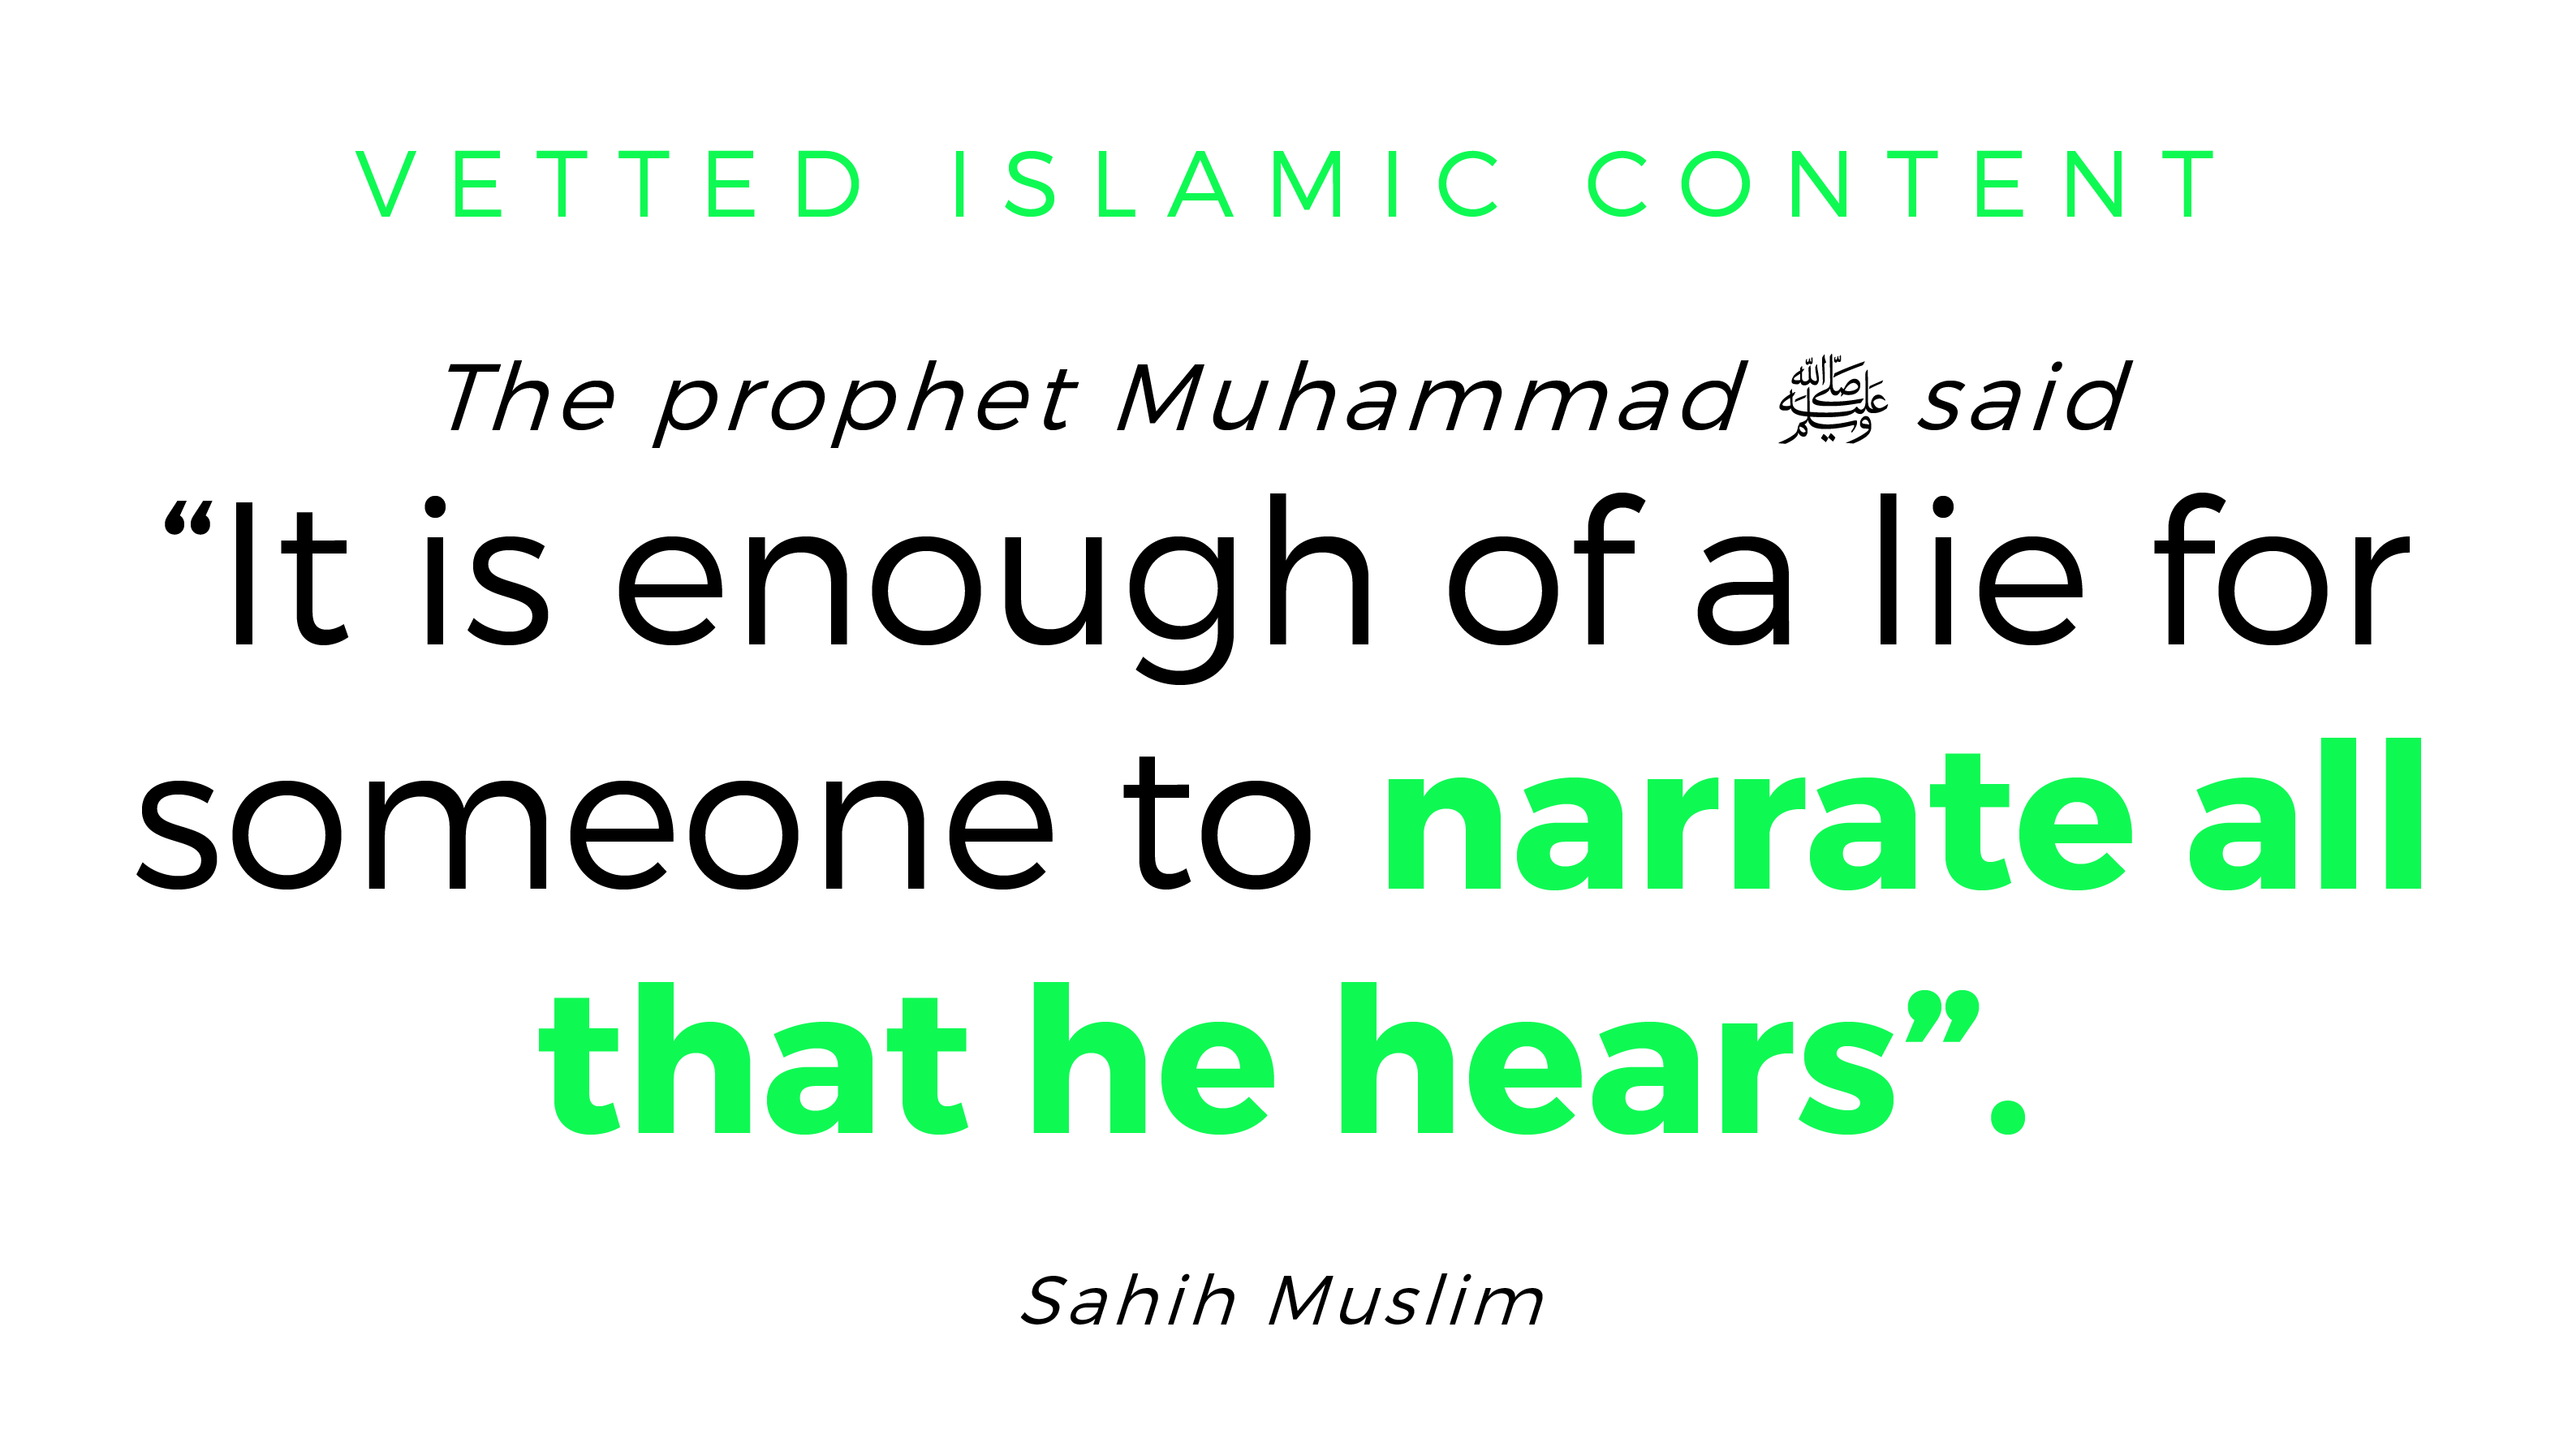 VETTED ISLAMIC CONTENT
The prophet Muhammad ﷺ said
“It is enough of a lie for
someone to narrate all
that he hears”.
Sahih Muslim